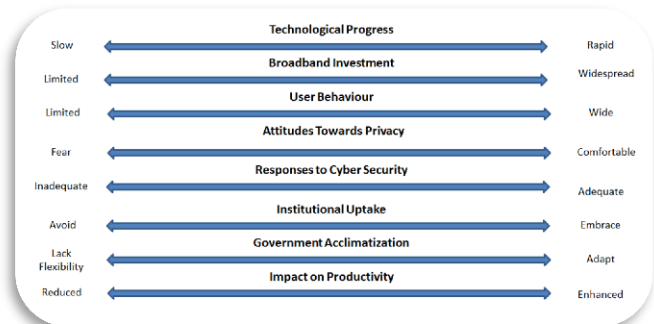 Technological Progress
Slow
Rapid
Broadband Investment
Limited
Widespread
User Behaviour
Limited
Wide
Attitudes Towards Privacy
Fear
Comfortable
Responses to Cyber Security
Inadequate
Adequate
Institutional Uptake
Avoid
Embrace
Government Acclimatization
Lack
Flexibility
Adapt
Impact on Productivity
Reduced
Enhanced